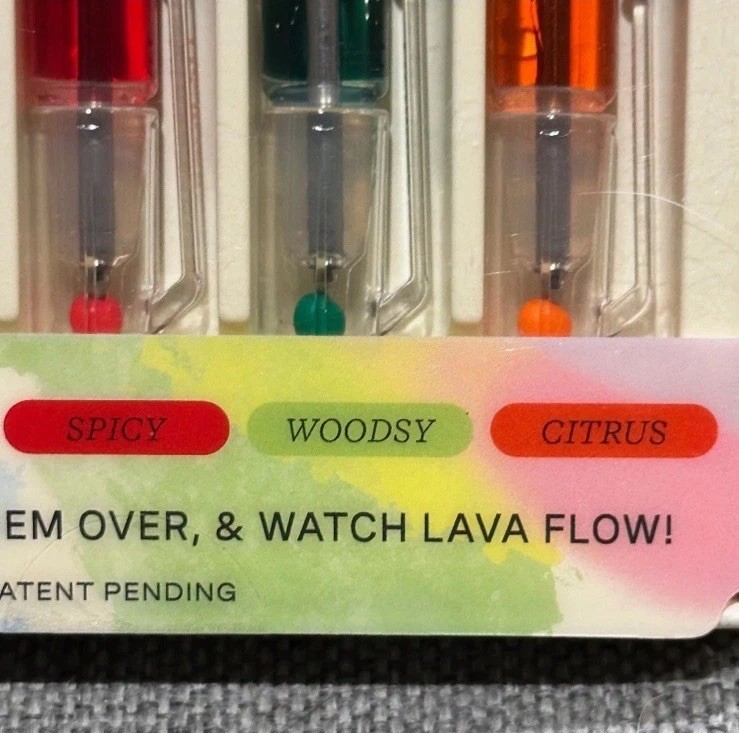 SPICY WOODSY CITRUS
EM OVER, & WATCH LAVA FLOW!
ATENT PENDING